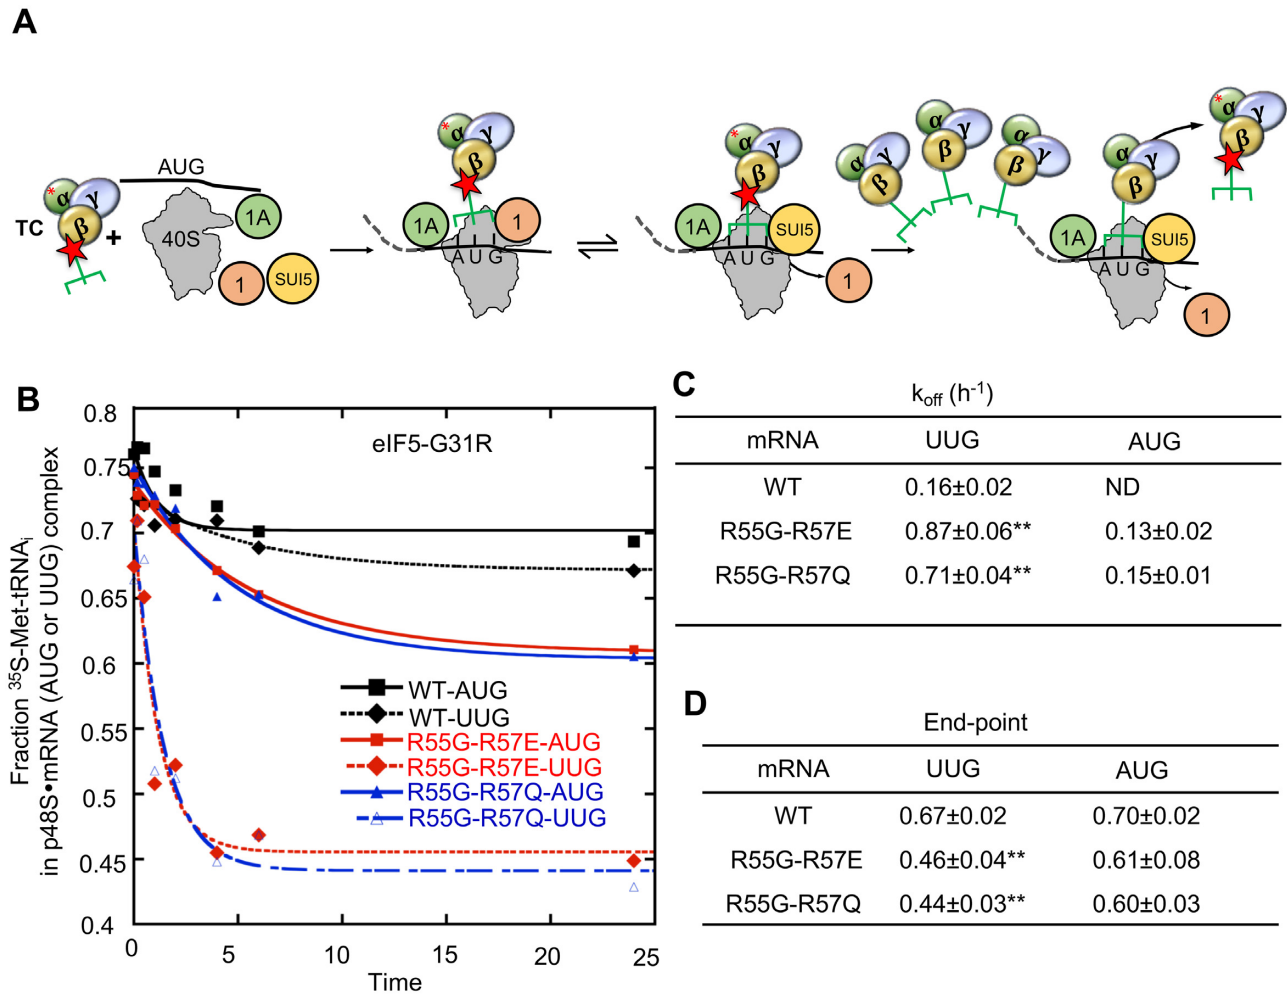 A
AUG
TC
*
α
γ
β
+
40S
1A
1
SUI5
*
α
γ
β
1A
1
A U G
*
α
γ
β
1A
SUI5
A U G
1
α
γ
β
α
γ
β
α
γ
β
α
γ
β
1A
SUI5
A U G
1
*
α
γ
β
B
Fraction ³⁵S-Met-tRNAᵢ
in p48S•mRNA (AUG or UUG) complex
0.8
0.75
0.7
0.65
0.6
0.55
0.5
0.45
0.4
eIF5-G31R
WT-AUG
WT-UUG
R55G-R57E-AUG
R55G-R57E-UUG
R55G-R57Q-AUG
R55G-R57Q-UUG
0 5 10 15 20 25
Time
C
k_off (h⁻¹)
mRNA UUG AUG
WT 0.16±0.02 ND
R55G-R57E 0.87±0.06** 0.13±0.02
R55G-R57Q 0.71±0.04** 0.15±0.01
D
End-point
mRNA UUG AUG
WT 0.67±0.02 0.70±0.02
R55G-R57E 0.46±0.04** 0.61±0.08
R55G-R57Q 0.44±0.03** 0.60±0.03